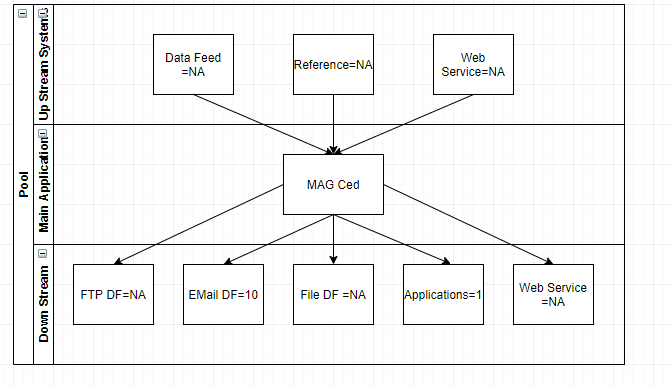 Pool
Up Stream System
Data Feed
=NA
Reference=NA
Web
Service=NA
Main Application
MAG Ced
Down Stream
FTP DF=NA
EMail DF=10
File DF =NA
Applications=1
Web Service
=NA